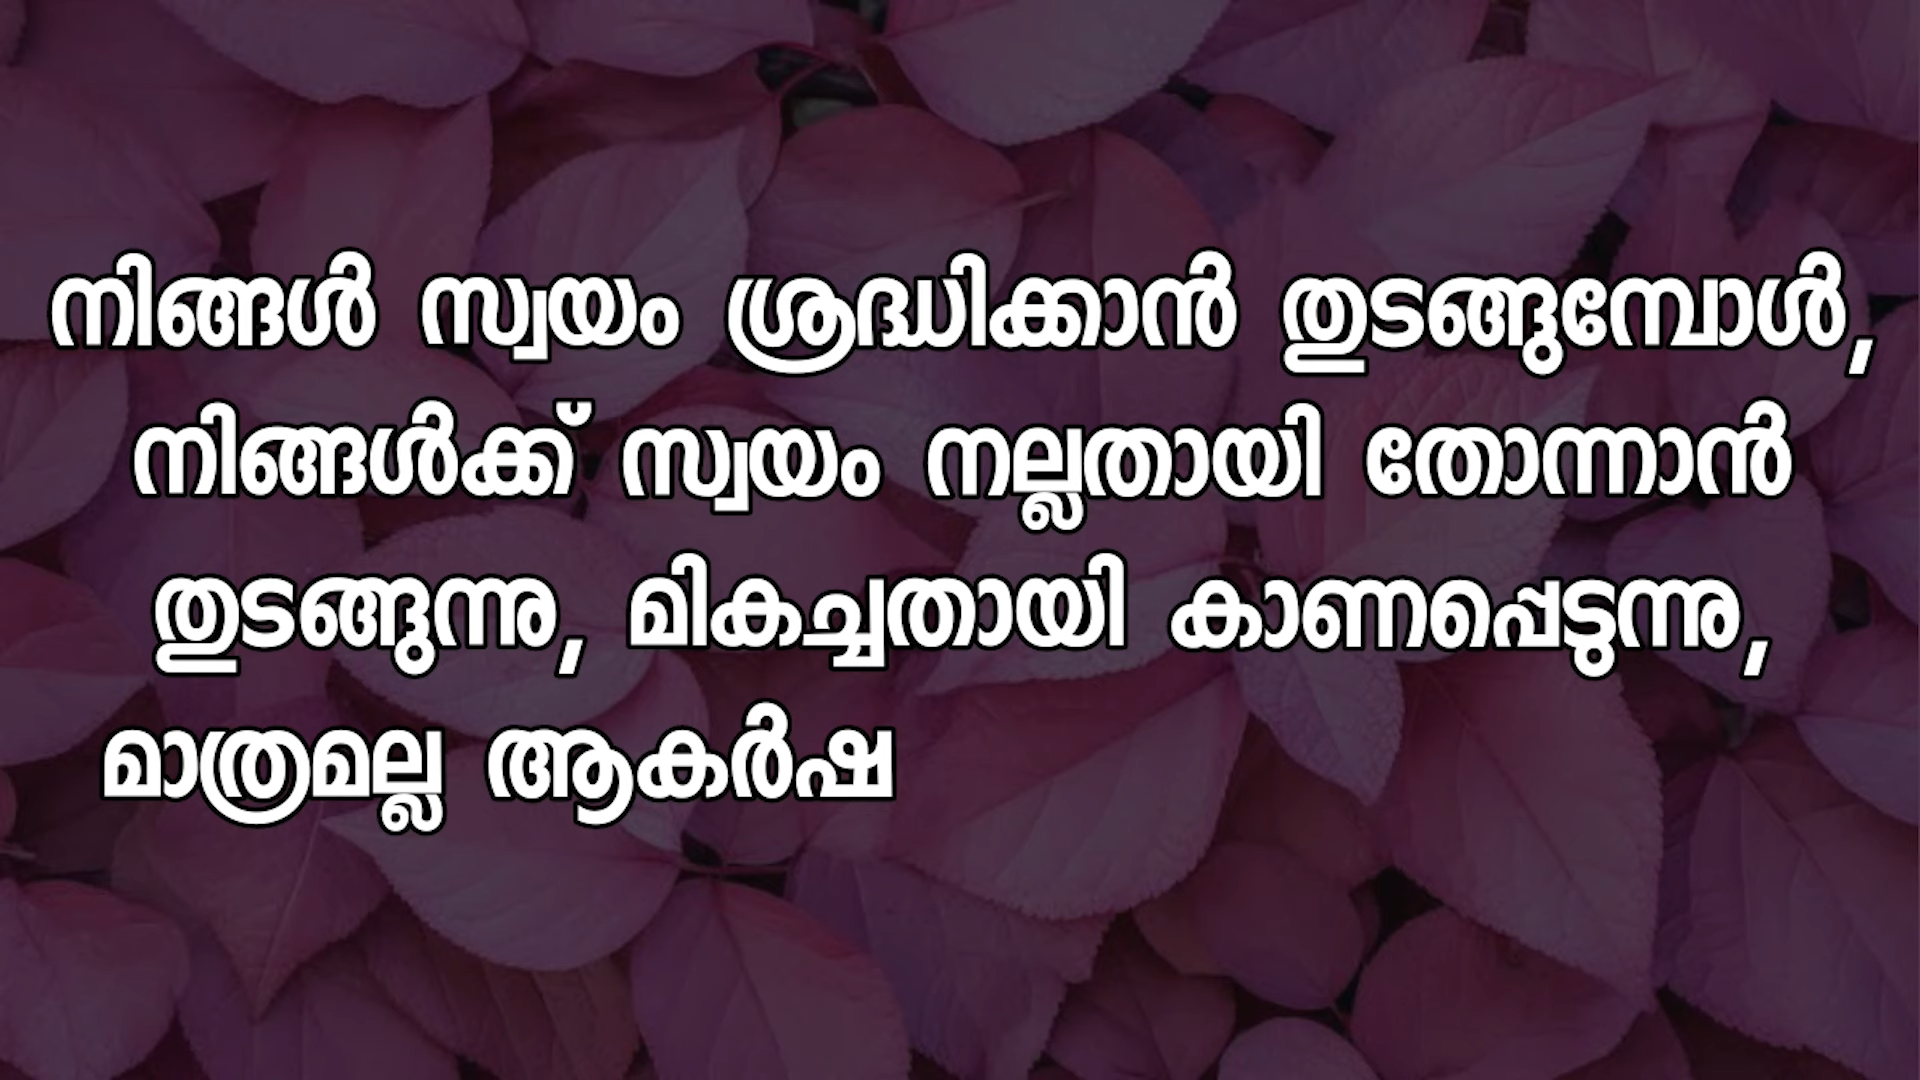 നിങ്ങൾ സ്വയം ശ്രദ്ധിക്കാൻ തുടങ്ങുമ്പോൾ,
നിങ്ങൾക്ക് സ്വയം നല്ലതായി തോന്നാൻ
തുടങ്ങുന്നു, മികച്ചതായി കാണപ്പെടുന്നു,
മാത്രമല്ല ആകർഷ